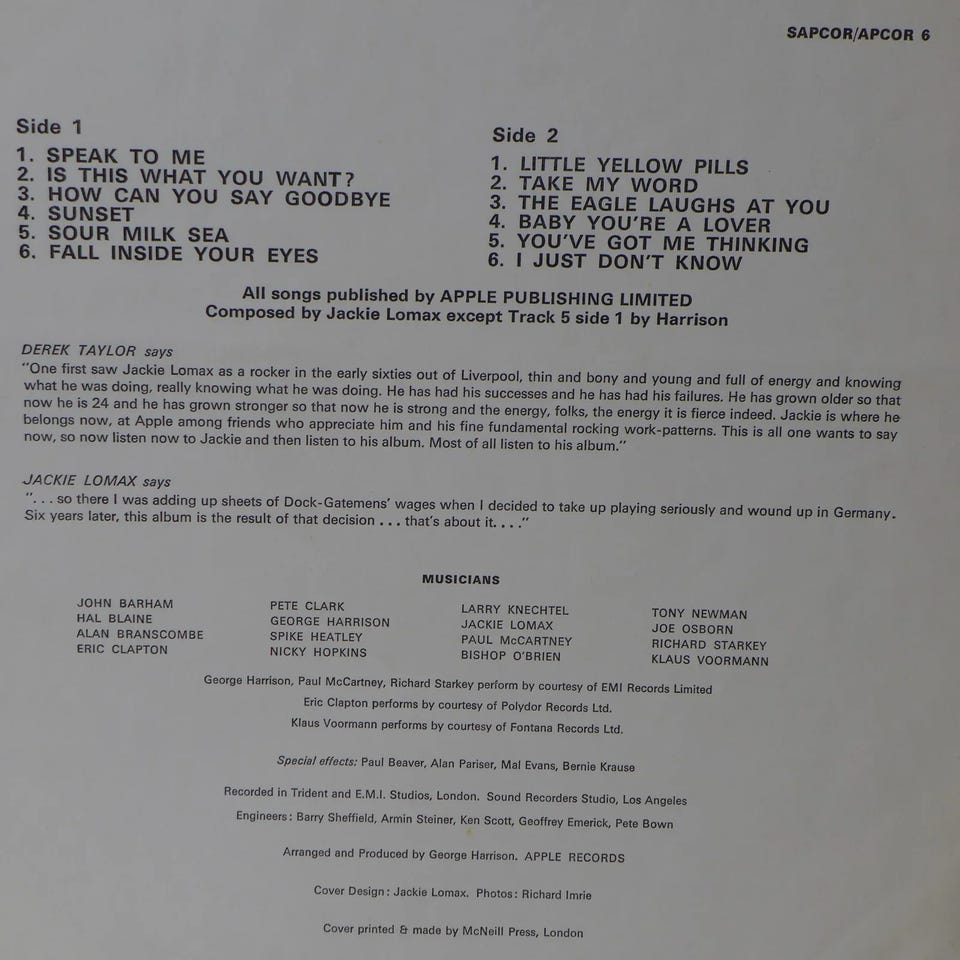 SAPCOR/APCOR 6
Side 1
1. SPEAK TO ME
2. IS THIS WHAT YOU WANT?
3. HOW CAN YOU SAY GOODBYE
4. SUNSET
5. SOUR MILK SEA
6. FALL INSIDE YOUR EYES
Side 2
1. LITTLE YELLOW PILLS
2. TAKE MY WORD
3. THE EAGLE LAUGHS AT YOU
4. BABY YOU'RE A LOVER
5. YOU'VE GOT ME THINKING
6. I JUST DON'T KNOW
All songs published by APPLE PUBLISHING LIMITED
Composed by Jackie Lomax except Track 5 side 1 by Harrison
DEREK TAYLOR says
"One first saw Jackie Lomax as a rocker in the early sixties out of Liverpool, thin and bony and young and full of energy and knowing
what he was doing, really knowing what he was doing. He has had his successes and he has had his failures. He has grown older so that
now he is 24 and he has grown stronger so that now he is strong and the energy, folks, the energy it is fierce indeed. Jackie is where he
belongs now, at Apple among friends who appreciate him and his fine fundamental rocking work-patterns. This is all one wants to say
now, so now listen now to Jackie and then listen to his album. Most of all listen to his album."
JACKIE LOMAX says
". . . so there I was adding up sheets of Dock-Gatemens' wages when I decided to take up playing seriously and wound up in Germany.
Six years later, this album is the result of that decision . . . that's about it. . . ."
MUSICIANS
JOHN BARHAM
HAL BLAINE
ALAN BRANSCOMBE
ERIC CLAPTON
PETE CLARK
GEORGE HARRISON
SPIKE HEATLEY
NICKY HOPKINS
LARRY KNECHTEL
JACKIE LOMAX
PAUL McCARTNEY
BISHOP O'BRIEN
TONY NEWMAN
JOE OSBORN
RICHARD STARKEY
KLAUS VOORMANN
George Harrison, Paul McCartney, Richard Starkey perform by courtesy of EMI Records Limited
Eric Clapton performs by courtesy of Polydor Records Ltd.
Klaus Voormann performs by courtesy of Fontana Records Ltd.
Special effects: Paul Beaver, Alan Pariser, Mal Evans, Bernie Krause
Recorded in Trident and E.M.I. Studios, London. Sound Recorders Studio, Los Angeles
Engineers: Barry Sheffield, Armin Steiner, Ken Scott, Geoffrey Emerick, Pete Bown
Arranged and Produced by George Harrison. APPLE RECORDS
Cover Design: Jackie Lomax. Photos: Richard Imrie
Cover printed & made by McNeill Press, London